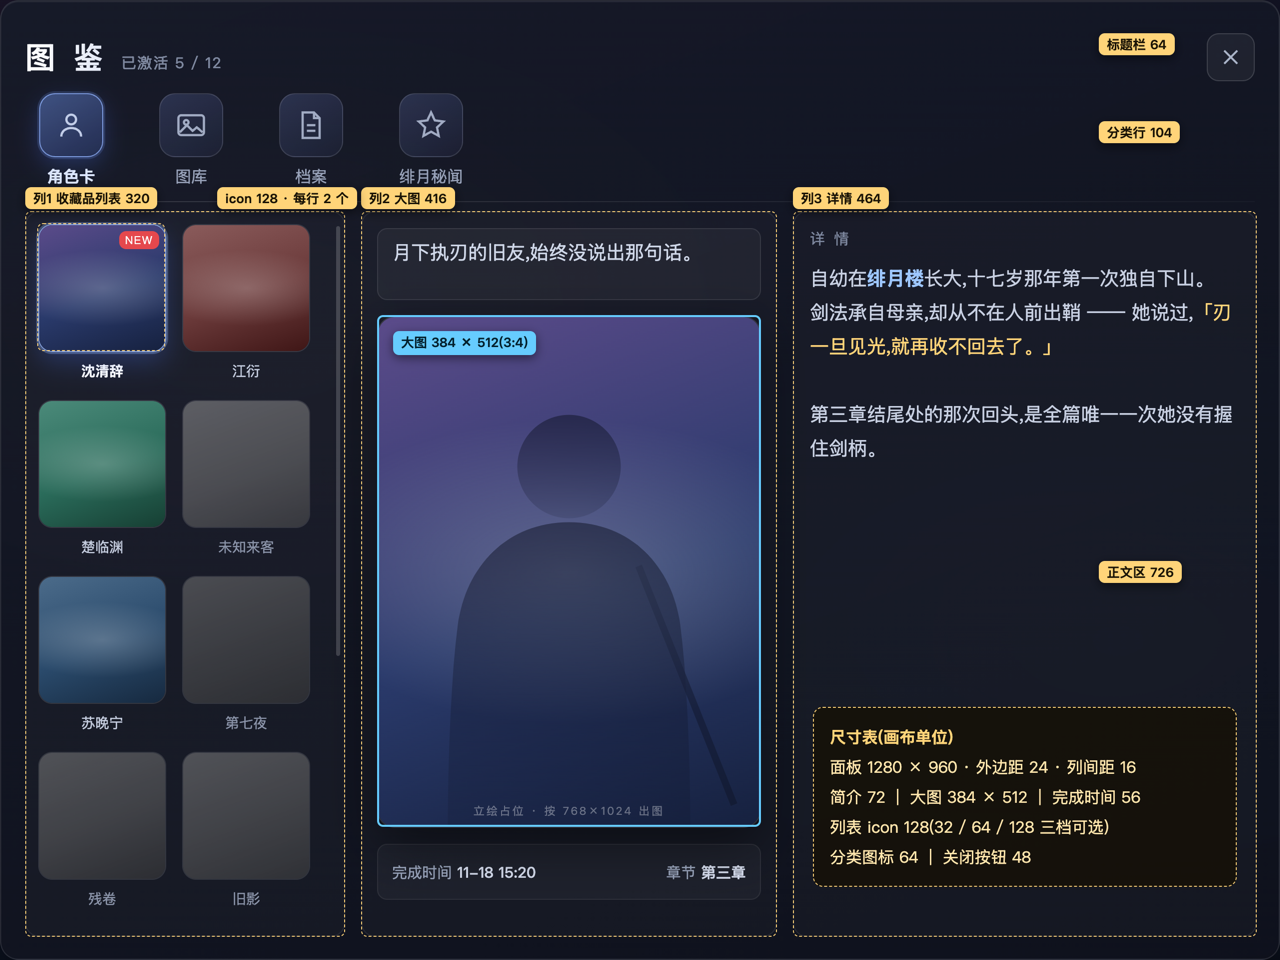 图 鉴 已激活 5 / 12
标题栏 64
角色卡
图库
档案
绯月秘闻
分类行 104
列1 收藏品列表 320
icon 128 · 每行 2 个
列2 大图 416
列3 详情 464
NEW
沈清辞
江衍
楚临渊
未知来客
苏晚宁
第七夜
残卷
旧影
月下执刃的旧友,始终没说出那句话。
大图 384 × 512(3:4)
立绘占位 · 按 768×1024 出图
完成时间 11-18 15:20
章节 第三章
详 情
自幼在绯月楼长大,十七岁那年第一次独自下山。
剑法承自母亲,却从不在人前出鞘 —— 她说过,「刃
一旦见光,就再收不回去了。」
第三章结尾处的那次回头,是全篇唯一一次她没有握
住剑柄。
正文区 726
尺寸表(画布单位)
面板 1280 × 960 · 外边距 24 · 列间距 16
简介 72 | 大图 384 × 512 | 完成时间 56
列表 icon 128(32 / 64 / 128 三档可选)
分类图标 64 | 关闭按钮 48